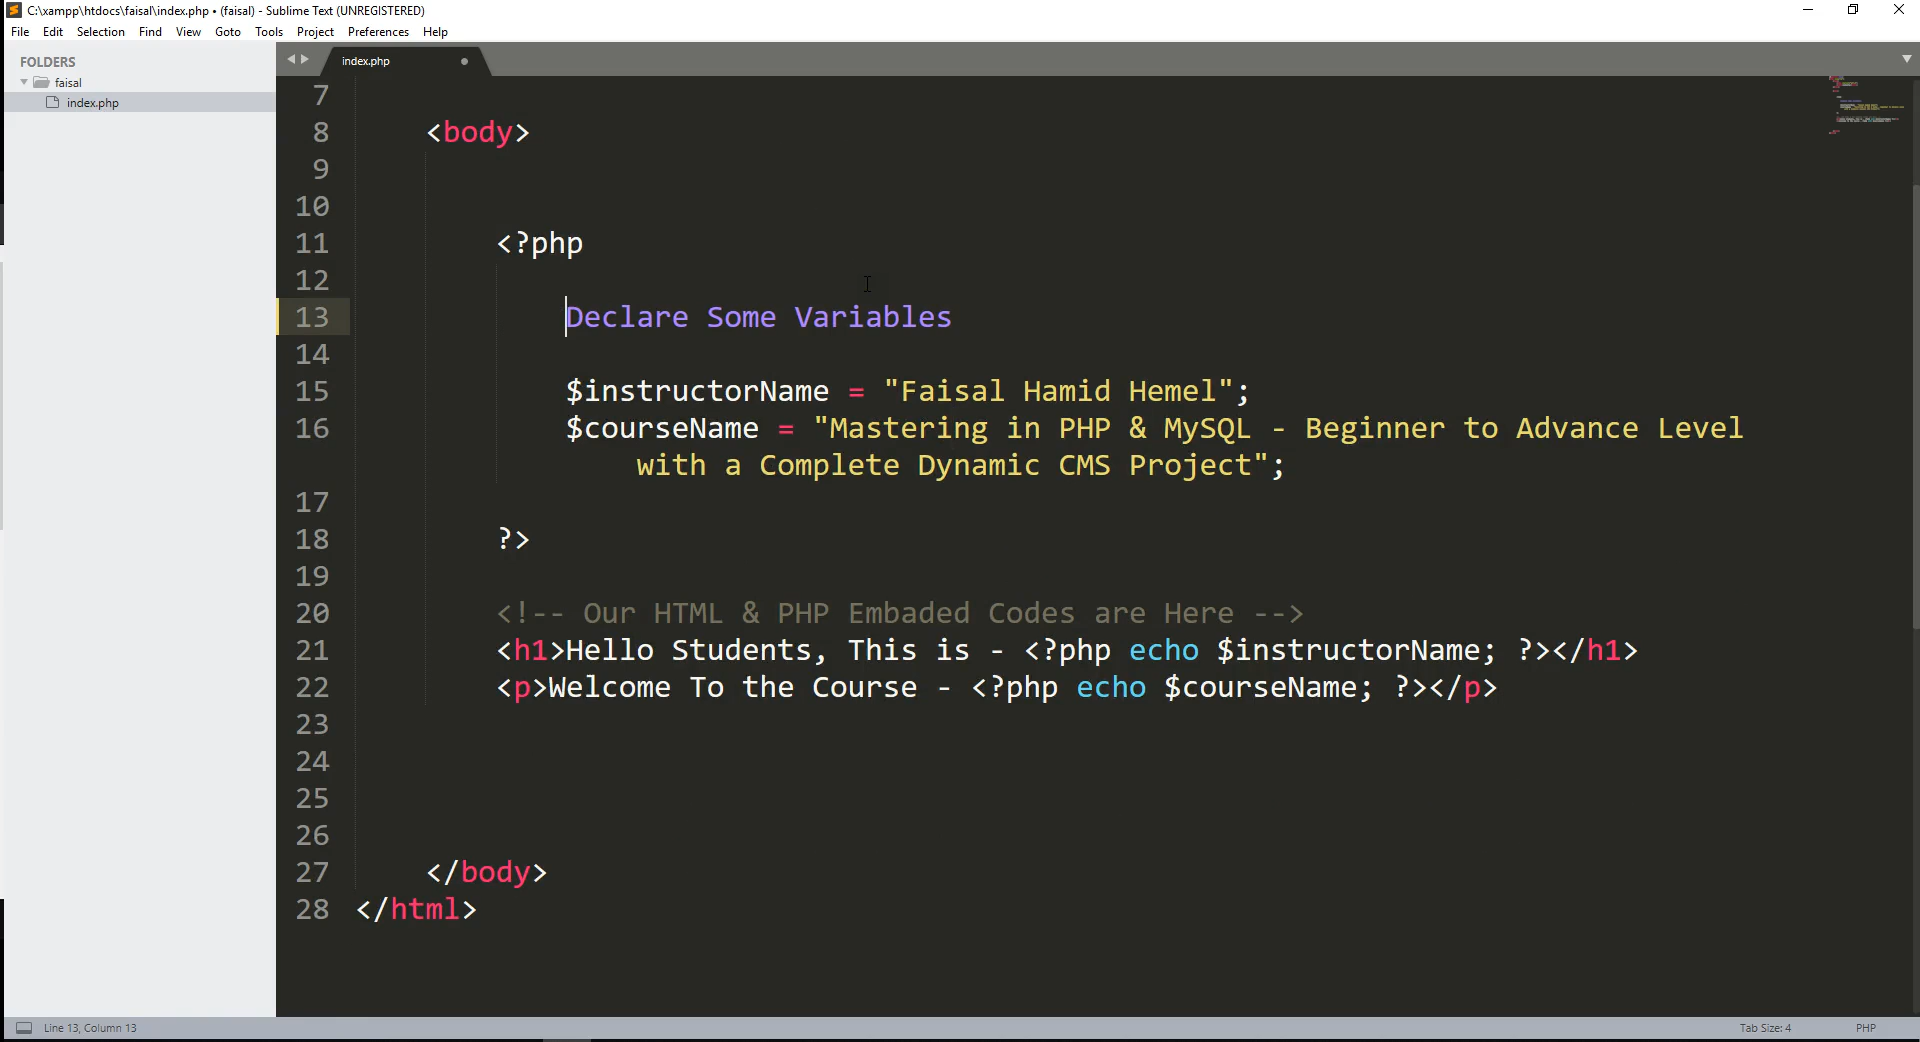 C:\xampp\htdocs\faisal\index.php • (faisal) - Sublime Text (UNREGISTERED)
File Edit Selection Find View Goto Tools Project Preferences Help
FOLDERS
faisal
index.php
index.php
7
8 <body>
9
10
11 <?php
12
13 Declare Some Variables
14
15 $instructorName = "Faisal Hamid Hemel";
16 $courseName = "Mastering in PHP & MySQL - Beginner to Advance Level
with a Complete Dynamic CMS Project";
17
18 ?>
19
20 <!-- Our HTML & PHP Embaded Codes are Here -->
21 <h1>Hello Students, This is - <?php echo $instructorName; ?></h1>
22 <p>Welcome To the Course - <?php echo $courseName; ?></p>
23
24
25
26
27 </body>
28 </html>
Line 13, Column 13
Tab Size: 4
PHP